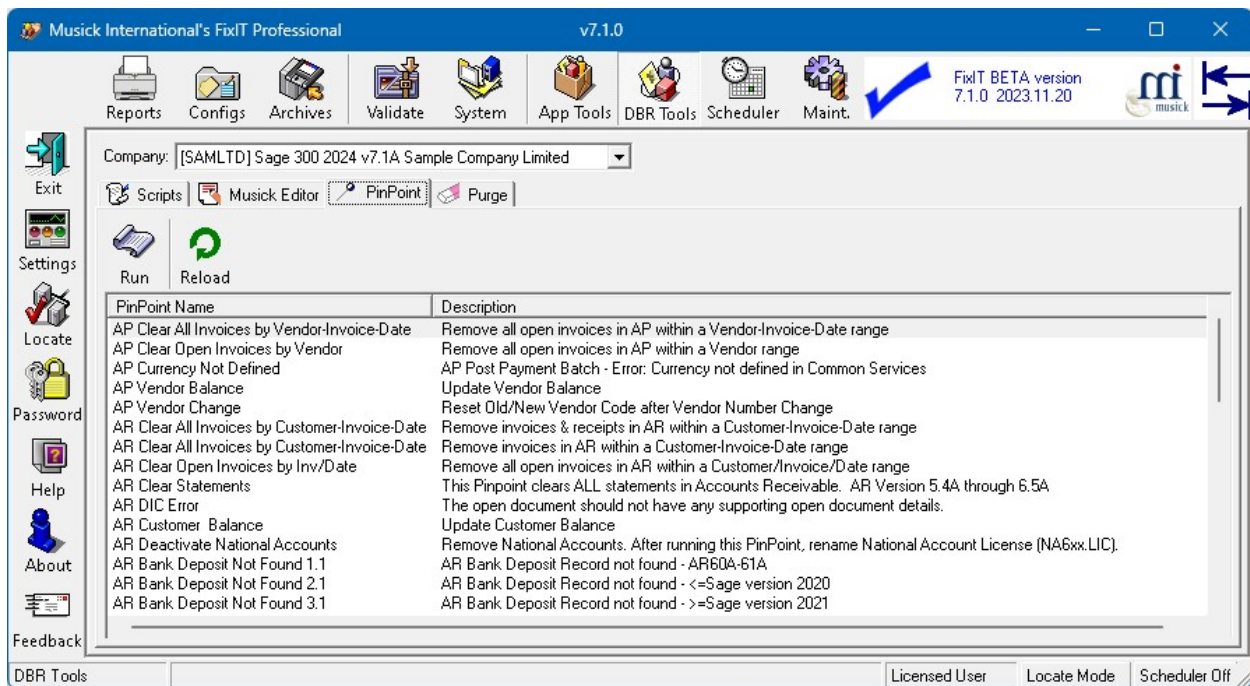 Musick International's FixIT Professional v7.1.0
Reports Configs Archives Validate System App Tools DBR Tools Scheduler Maint.
FixIT BETA version
7.1.0 2023.11.20
mi
musick
Exit
Settings
Locate
Password
Help
About
Feedback
Company: [SAMLTD] Sage 300 2024 v7.1A Sample Company Limited
Scripts Musick Editor PinPoint Purge
Run Reload
PinPoint Name Description
AP Clear All Invoices by Vendor-Invoice-Date Remove all open invoices in AP within a Vendor-Invoice-Date range
AP Clear Open Invoices by Vendor Remove all open invoices in AP within a Vendor range
AP Currency Not Defined AP Post Payment Batch - Error: Currency not defined in Common Services
AP Vendor Balance Update Vendor Balance
AP Vendor Change Reset Old/New Vendor Code after Vendor Number Change
AR Clear All Invoices by Customer-Invoice-Date Remove invoices & receipts in AR within a Customer-Invoice-Date range
AR Clear All Invoices by Customer-Invoice-Date Remove invoices in AR within a Customer-Invoice-Date range
AR Clear Open Invoices by Inv/Date Remove all open invoices in AR within a Customer/Invoice/Date range
AR Clear Statements This Pinpoint clears ALL statements in Accounts Receivable. AR Version 5.4A through 6.5A
AR DIC Error The open document should not have any supporting open document details.
AR Customer Balance Update Customer Balance
AR Deactivate National Accounts Remove National Accounts. After running this PinPoint, rename National Account License (NA6xx.LIC).
AR Bank Deposit Not Found 1.1 AR Bank Deposit Record not found - AR60A-61A
AR Bank Deposit Not Found 2.1 AR Bank Deposit Record not found - <=Sage version 2020
AR Bank Deposit Not Found 3.1 AR Bank Deposit Record not found - >=Sage version 2021
DBR Tools Licensed User Locate Mode Scheduler Off